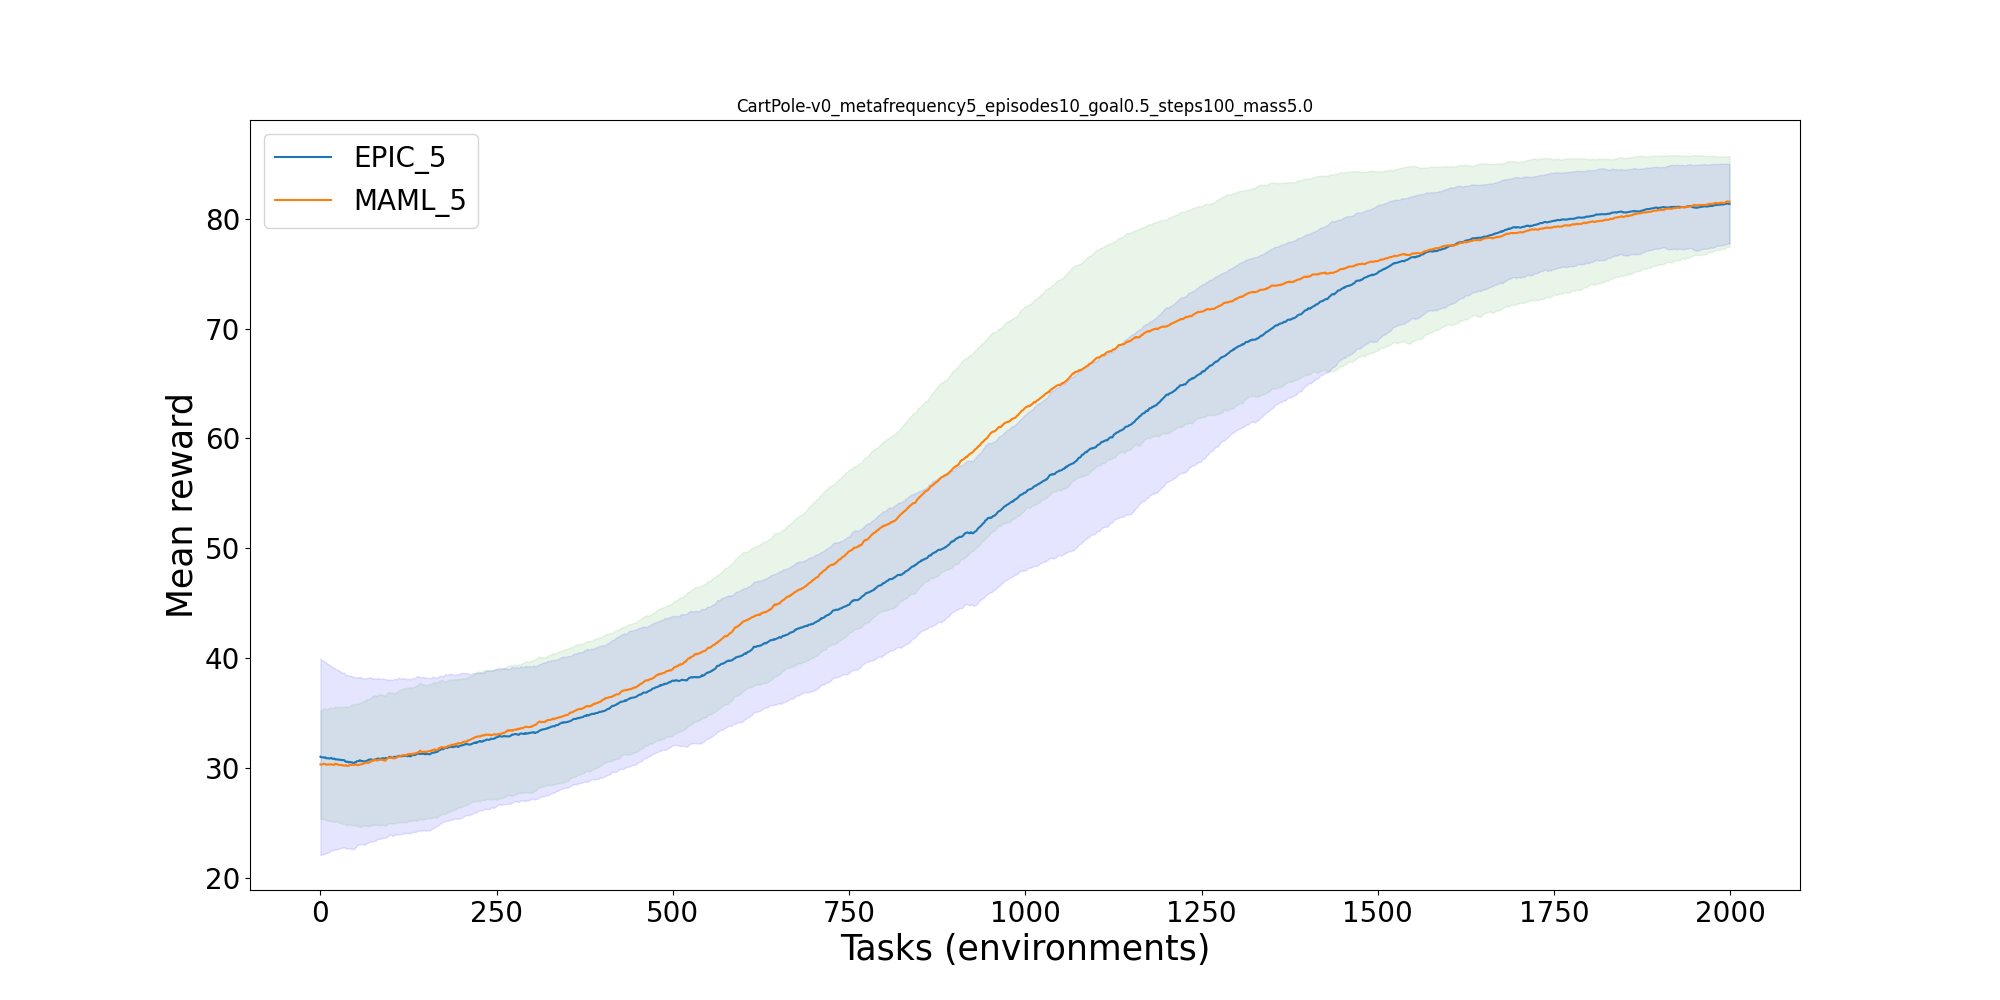 CartPole-v0_metafrequency5_episodes10_goal0.5_steps100_mass5.0
EPIC_5
MAML_5
Mean reward
80
70
60
50
40
30
20
0 250 500 750 1000 1250 1500 1750 2000
Tasks (environments)